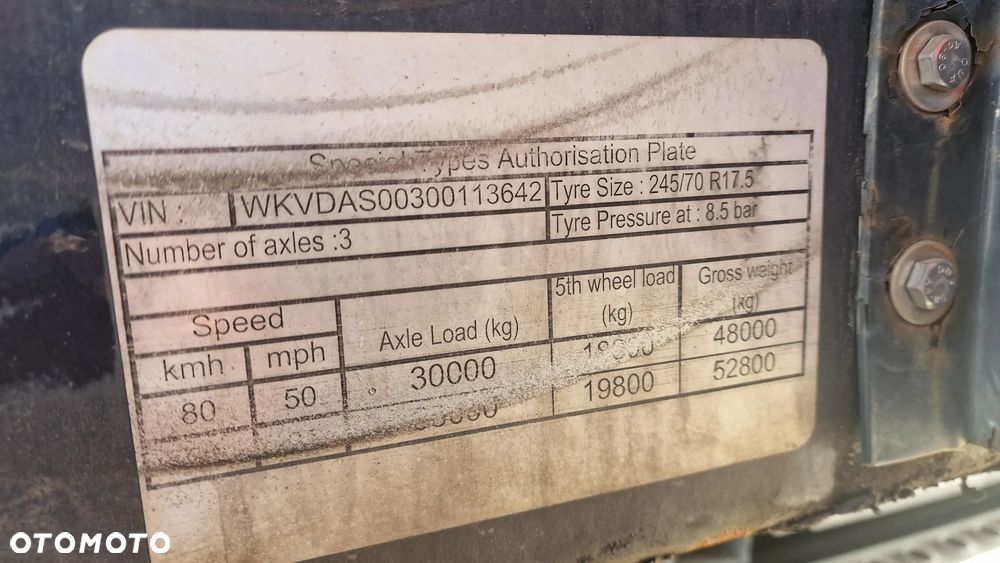 Special Types Authorisation Plate
VIN : WKVDAS00300113642 Tyre Size : 245/70 R17.5
Number of axles :3 Tyre Pressure at : 8.5 bar
Speed Axle Load (kg) 5th wheel load (kg) Gross weight (kg)
kmh mph
80 50 30000 48000
19800 52800
OTOMOTO